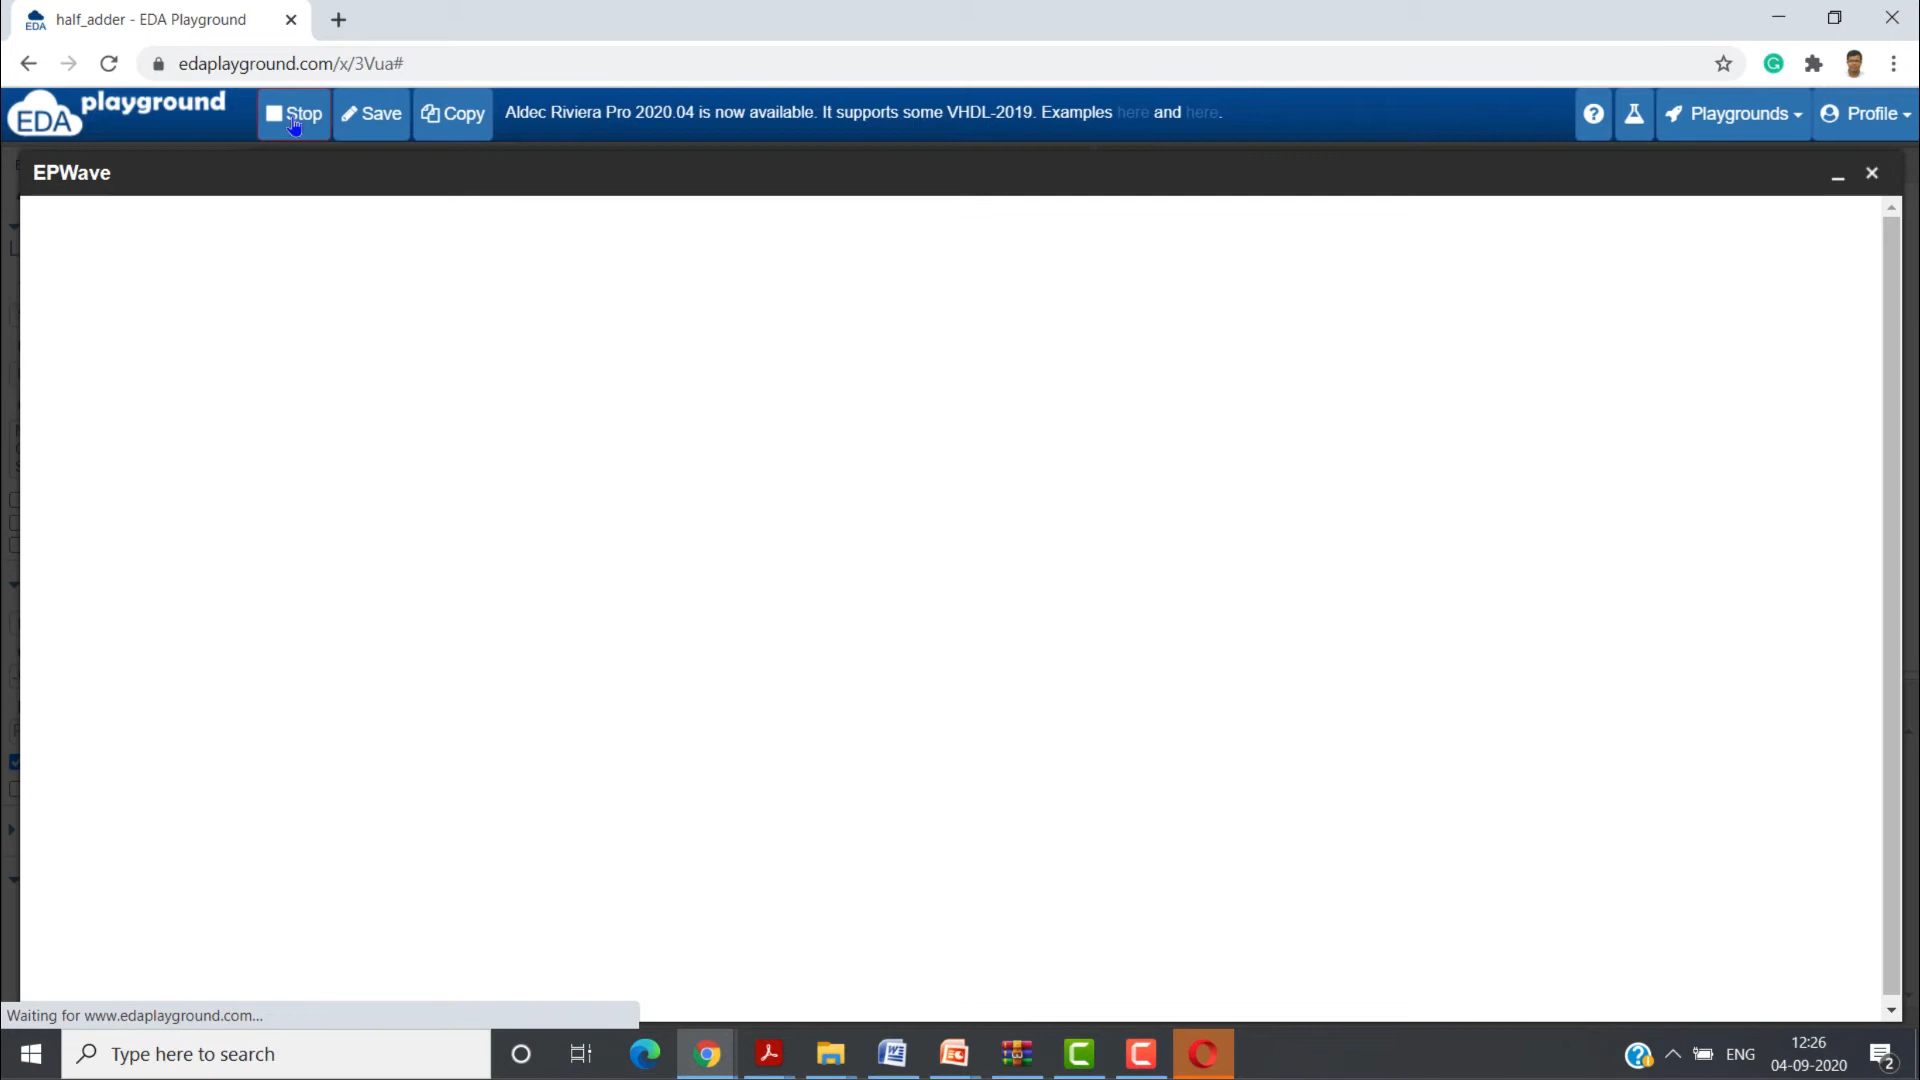 half_adder - EDA Playground
edaplayground.com/x/3Vua#
EDA playground
Stop Save Copy Aldec Riviera Pro 2020.04 is now available. It supports some VHDL-2019. Examples here and here. Playgrounds Profile
EPWave
Waiting for www.edaplayground.com...
Type here to search
ENG
12:26
04-09-2020
2